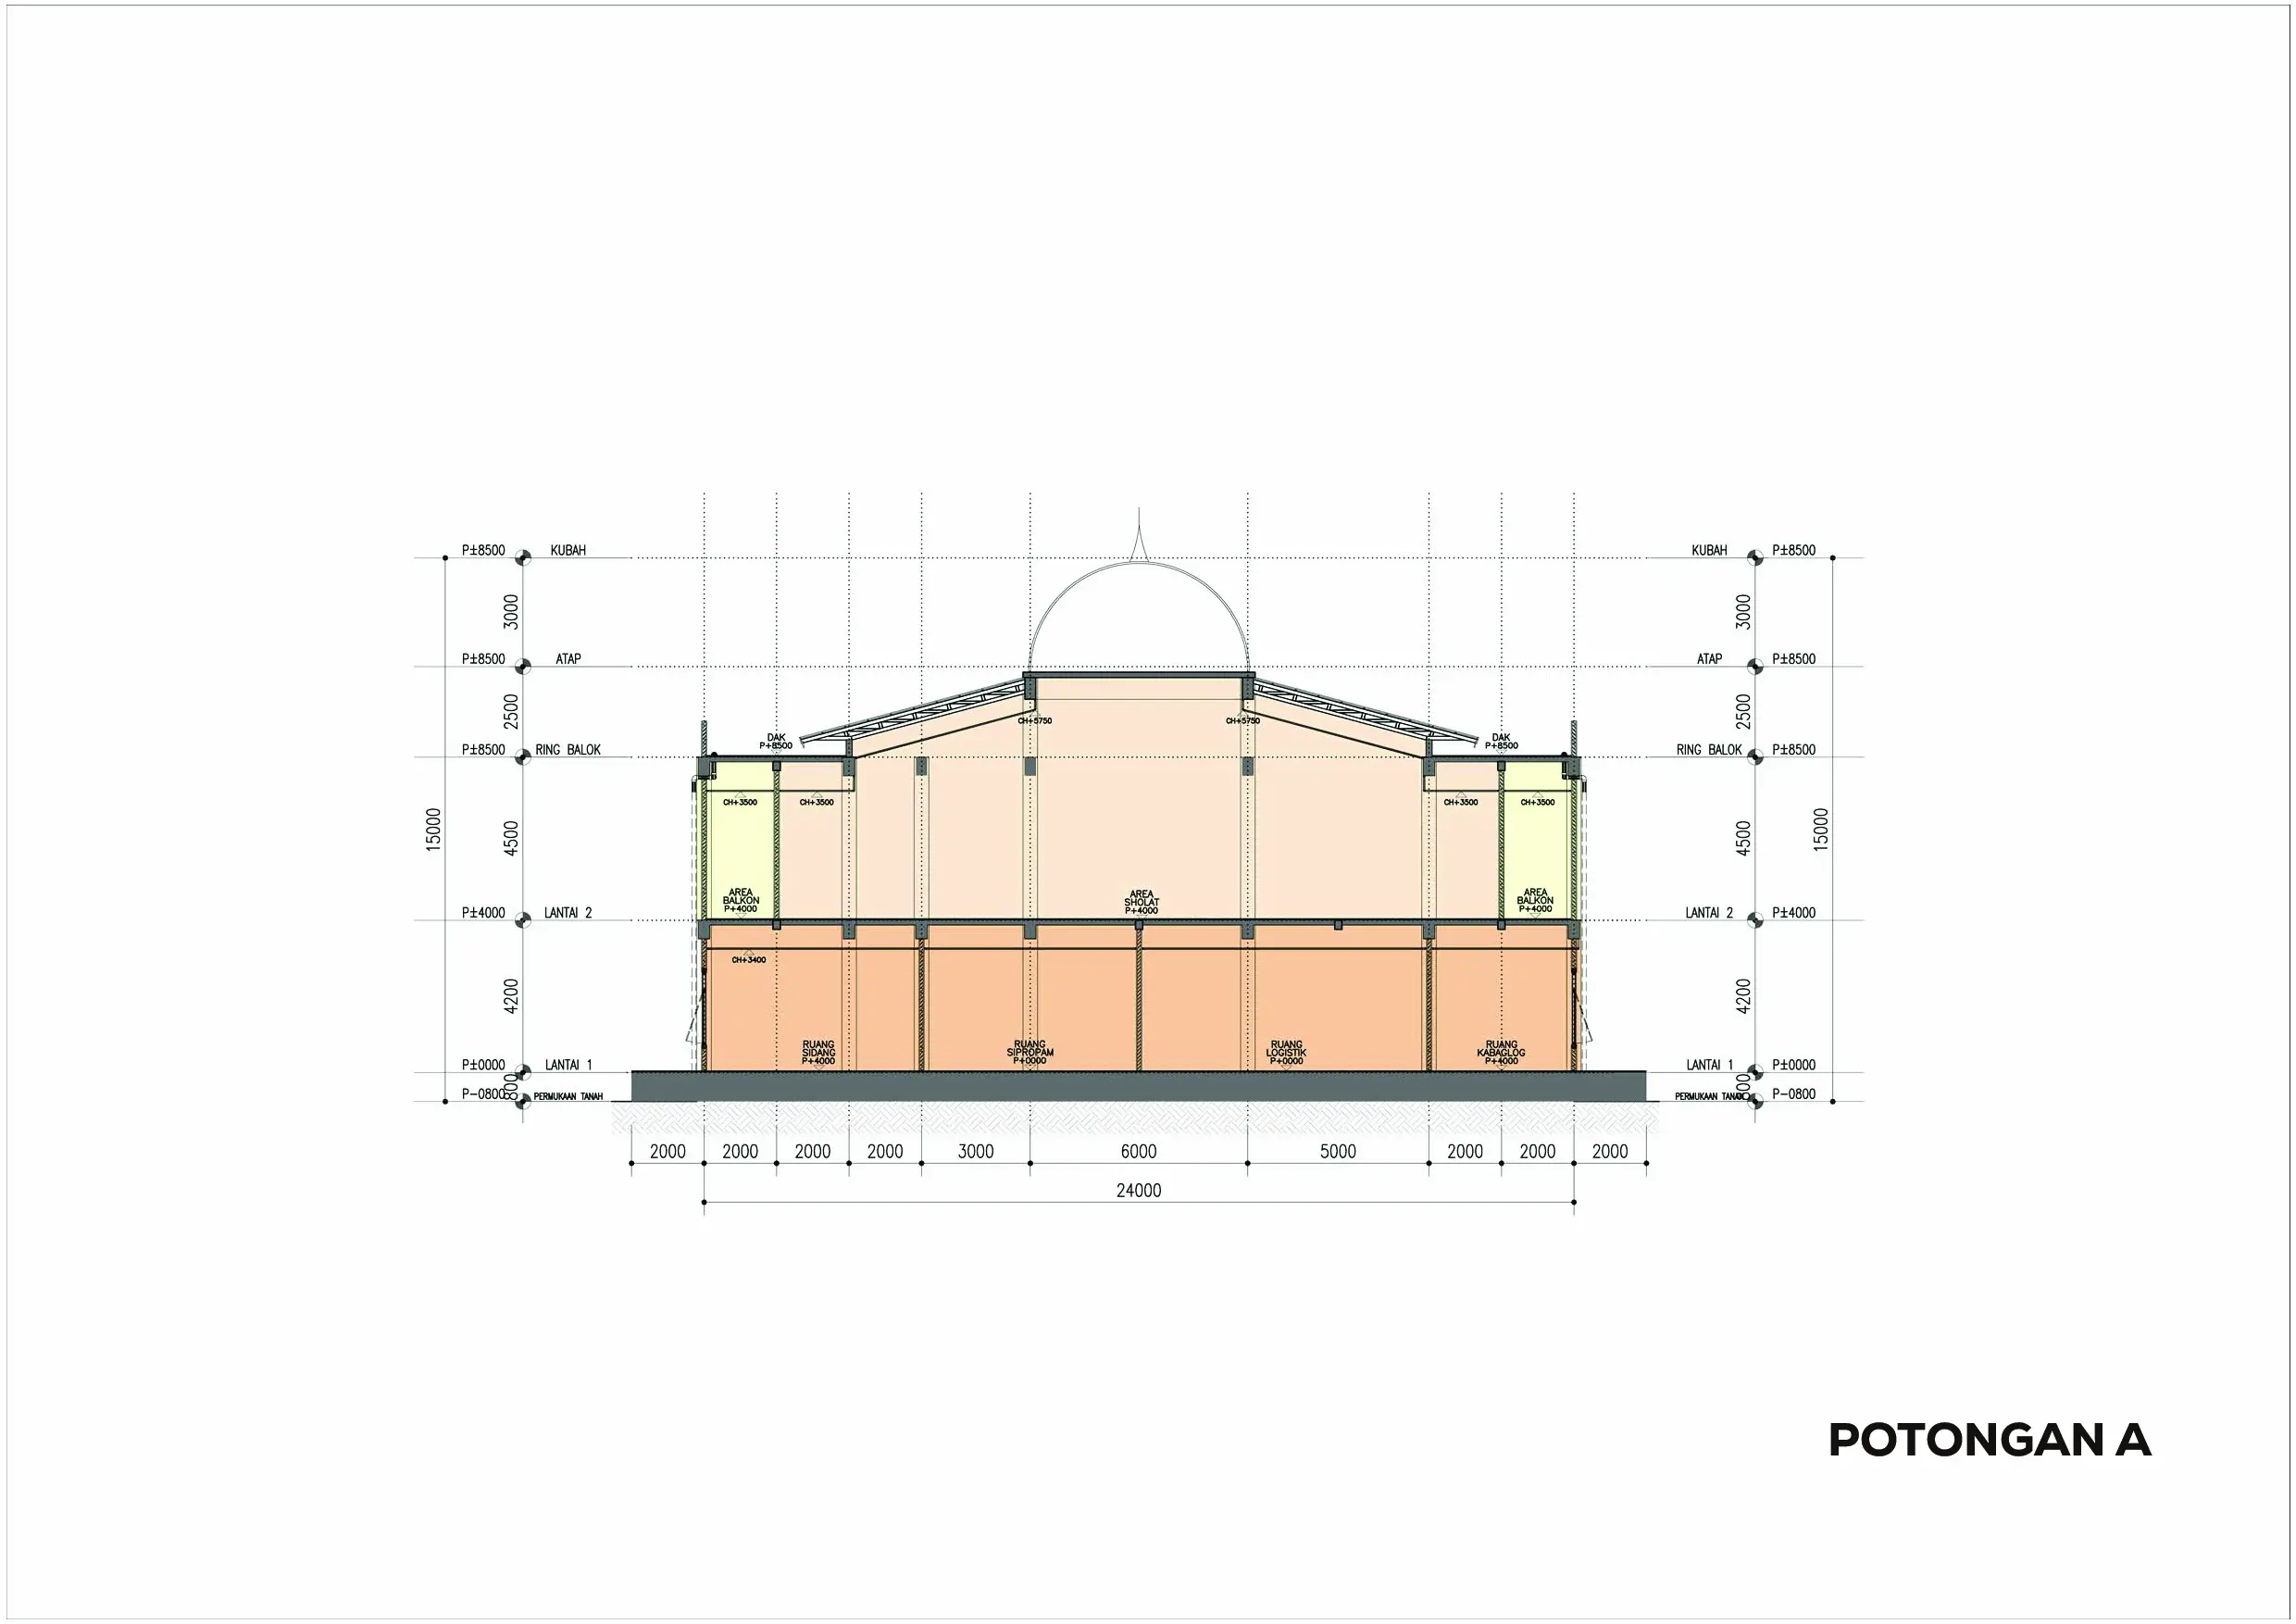 P±8500 KUBAH KUBAH P±8500
3000 3000
P±8500 ATAP ATAP P±8500
2500 2500
CH+5750 CH+5750
DAK DAK
P+8500 P+8500
P±8500 RING BALOK RING BALOK P±8500
CH+3500 CH+3500 CH+3500 CH+3500
15000 4500 4500 15000
AREA AREA AREA
BALKON SHOLAT BALKON
P+4000 P+4000 P+4000
P±4000 LANTAI 2 LANTAI 2 P±4000
CH+3400
4200 4200
RUANG RUANG RUANG RUANG
SIDANG SIPROPAM LOGISTIK KABAGLOG
P+4000 P+0000 P+0000 P+4000
P±0000 LANTAI 1 LANTAI 1 P±0000
800 800
P-0800 PERMUKAAN TANAH PERMUKAAN TANAH P-0800
2000 2000 2000 2000 3000 6000 5000 2000 2000 2000
24000
POTONGAN A